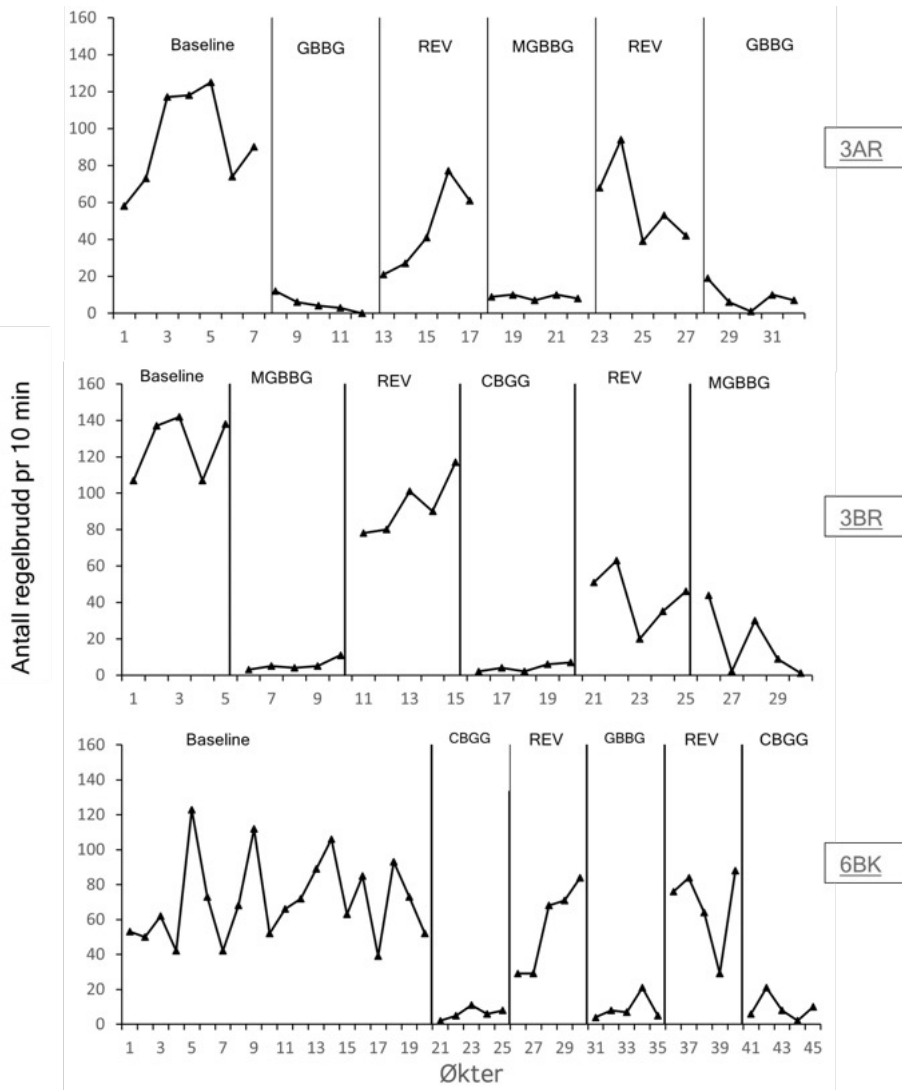 Antall regelbrudd pr 10 min
160
140
120
100
80
60
40
20
0
Baseline GBBG REV MGBBG REV GBBG
1 3 5 7 9 11 13 15 17 19 21 23 25 27 29 31
3AR
160
140
120
100
80
60
40
20
0
Baseline MGBBG REV CBGG REV MGBBG
1 3 5 7 9 11 13 15 17 19 21 23 25 27 29
3BR
160
140
120
100
80
60
40
20
0
Baseline CBGG REV GBBG REV CBGG
1 3 5 7 9 11 13 15 17 19 21 23 25 27 29 31 33 35 37 39 41 43 45
6BK
Økter